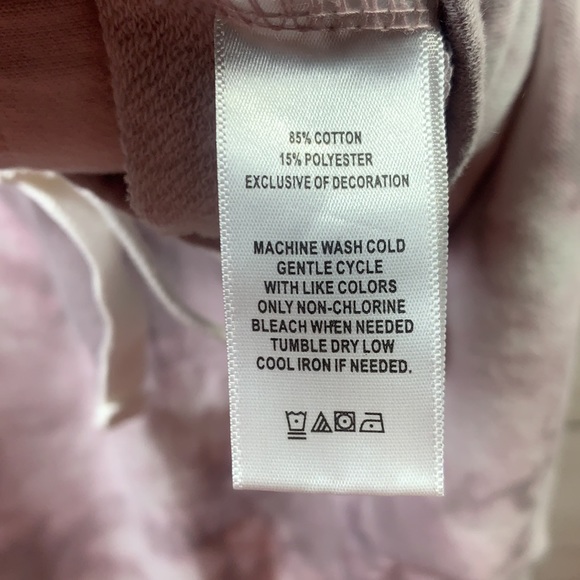 85% COTTON
15% POLYESTER
EXCLUSIVE OF DECORATION
MACHINE WASH COLD
GENTLE CYCLE
WITH LIKE COLORS
ONLY NON-CHLORINE
BLEACH WHEN NEEDED
TUMBLE DRY LOW
COOL IRON IF NEEDED.